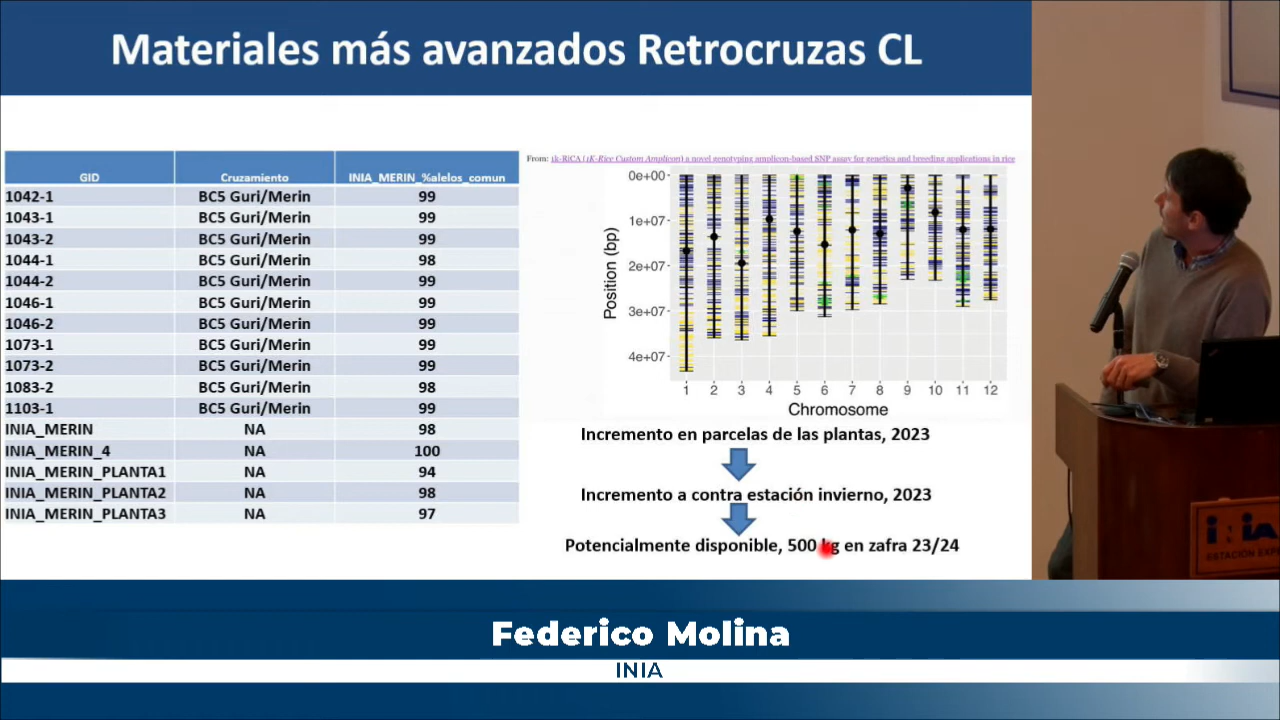 Materiales más avanzados Retrocruzas CL
GID Cruzamiento INIA_MERIN_%alelos_comun
1042-1 BC5 Guri/Merin 99
1043-1 BC5 Guri/Merin 99
1043-2 BC5 Guri/Merin 99
1044-1 BC5 Guri/Merin 98
1044-2 BC5 Guri/Merin 99
1046-1 BC5 Guri/Merin 99
1046-2 BC5 Guri/Merin 99
1073-1 BC5 Guri/Merin 99
1073-2 BC5 Guri/Merin 99
1083-2 BC5 Guri/Merin 98
1103-1 BC5 Guri/Merin 99
INIA_MERIN NA 98
INIA_MERIN_4 NA 100
INIA_MERIN_PLANTA1 NA 94
INIA_MERIN_PLANTA2 NA 98
INIA_MERIN_PLANTA3 NA 97
From: 1k-RiCA (1K-Rice Custom Amplicon) a novel genotyping amplicon-based SNP assay for genetics and breeding applications in rice
Position (bp)
0e+00
1e+07
2e+07
3e+07
4e+07
1 2 3 4 5 6 7 8 9 10 11 12
Chromosome
Incremento en parcelas de las plantas, 2023
Incremento a contra estación invierno, 2023
Potencialmente disponible, 500 kg en zafra 23/24
INIA
ESTACIÓN EXP
Federico Molina
INIA